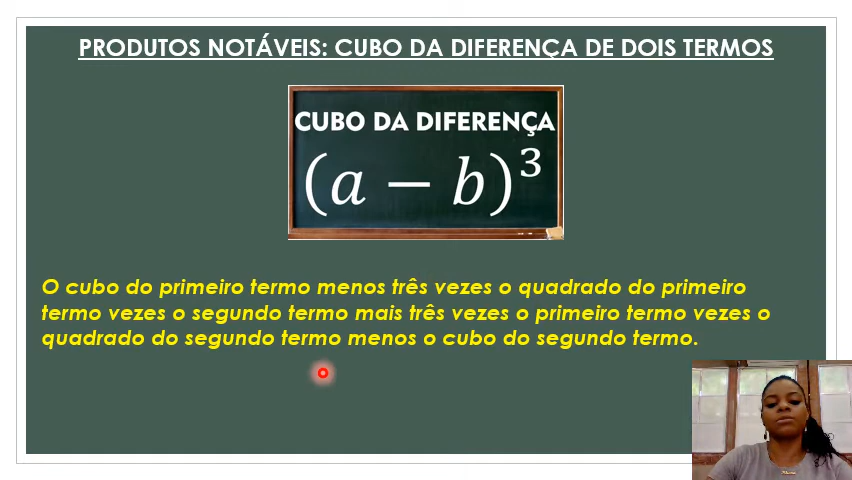 PRODUTOS NOTÁVEIS: CUBO DA DIFERENÇA DE DOIS TERMOS
CUBO DA DIFERENÇA
(a − b)³
O cubo do primeiro termo menos três vezes o quadrado do primeiro
termo vezes o segundo termo mais três vezes o primeiro termo vezes o
quadrado do segundo termo menos o cubo do segundo termo.